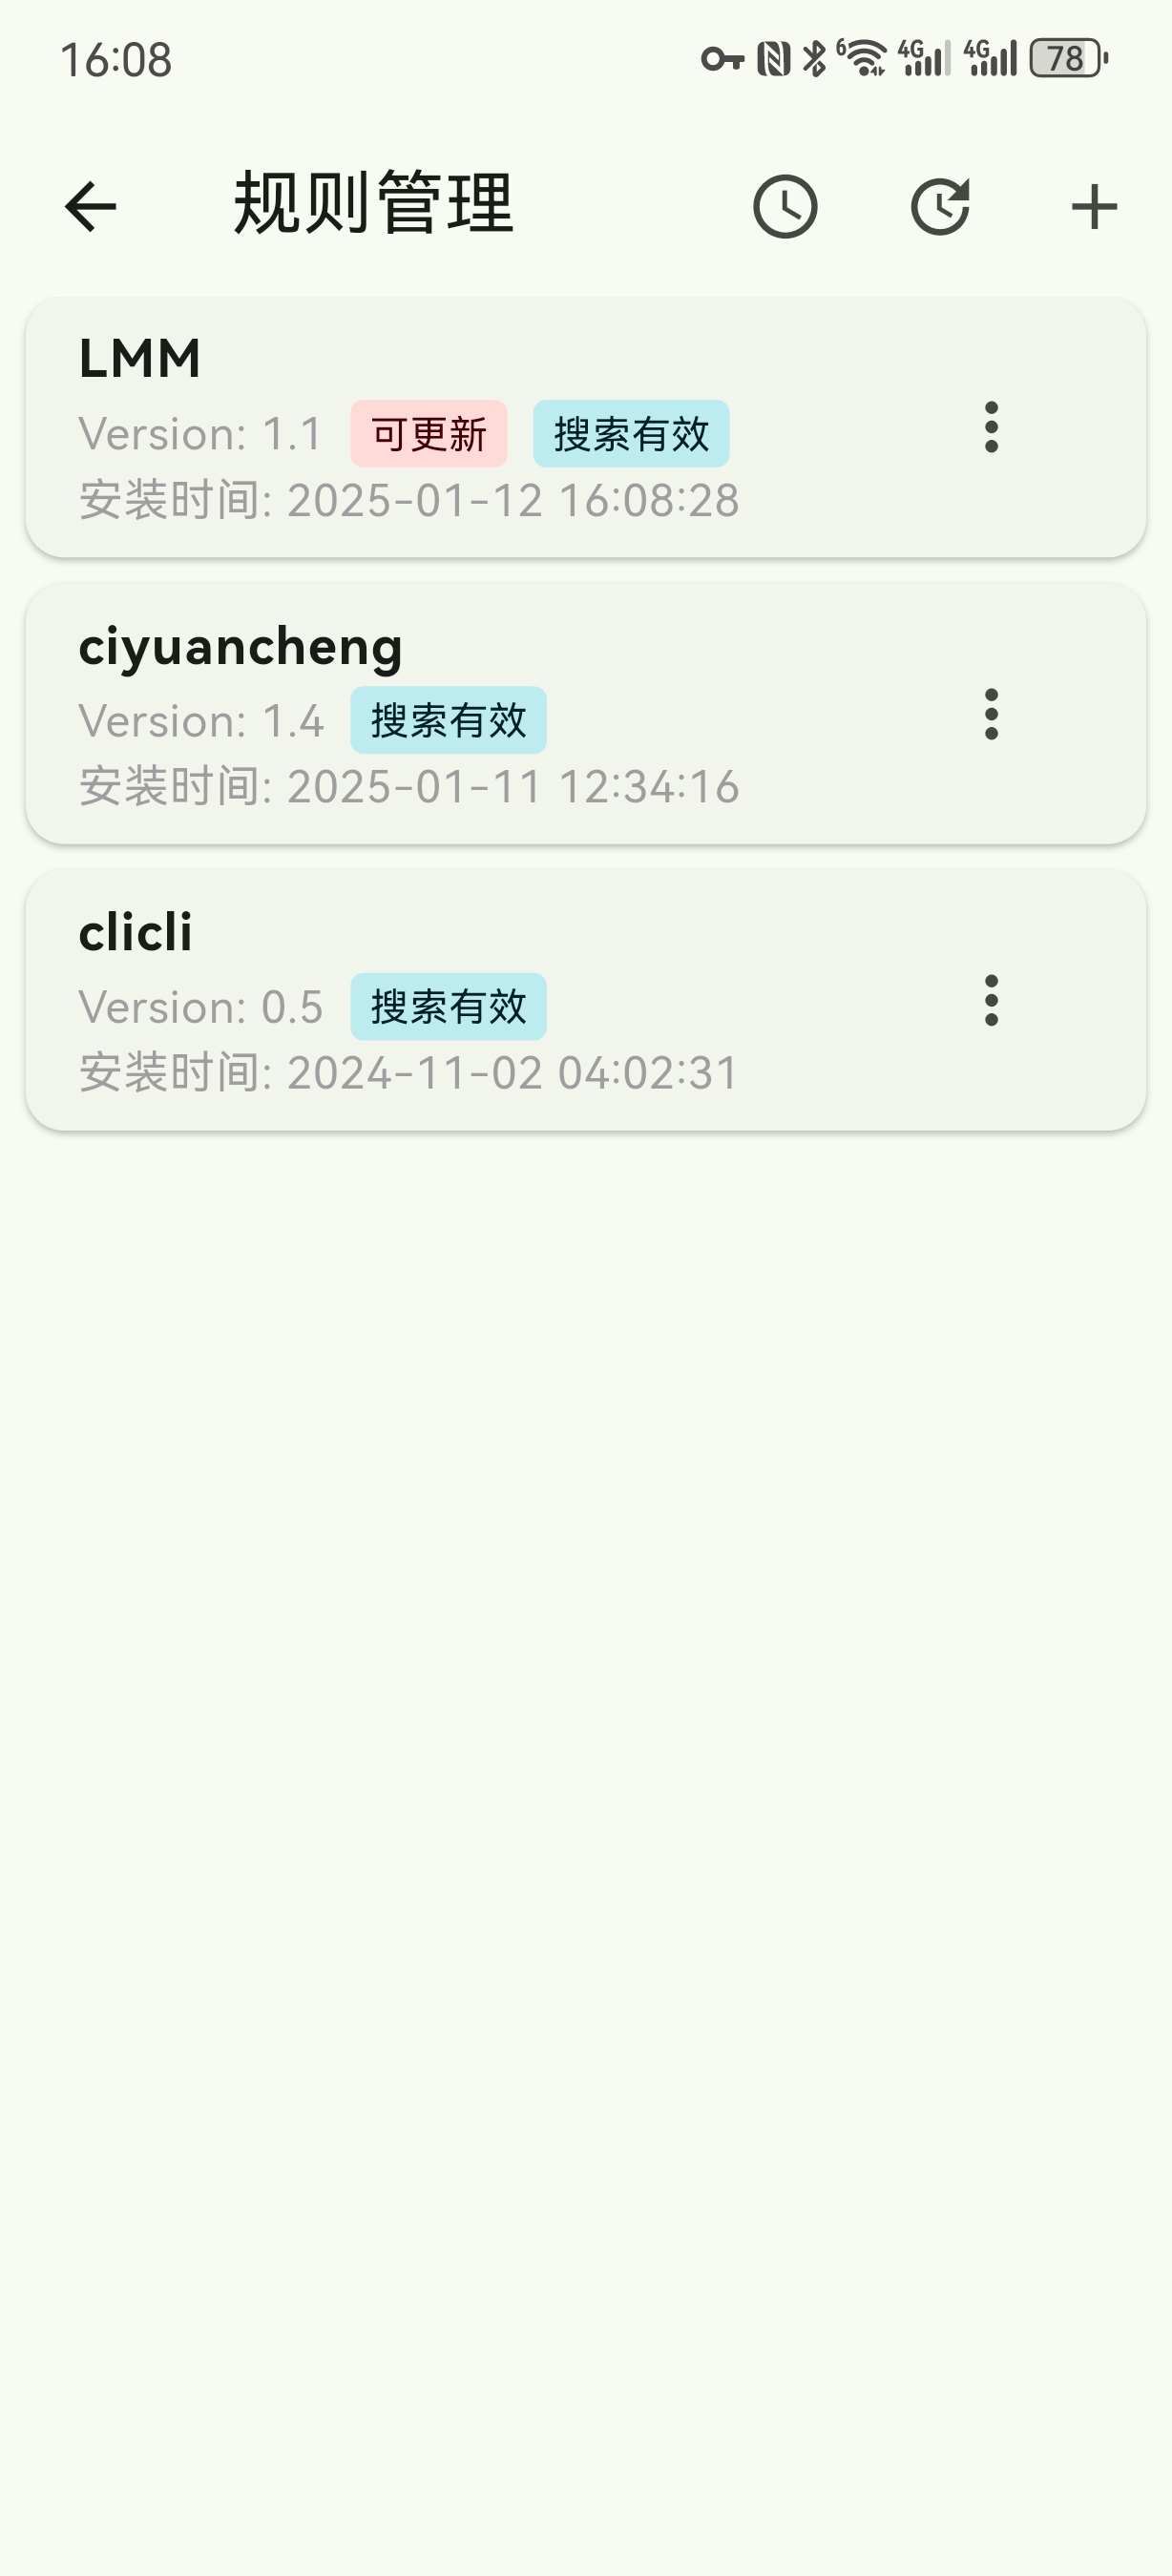 16:08
6 4G 4G 78
规则管理
LMM
Version: 1.1 可更新 搜索有效
安装时间: 2025-01-12 16:08:28
ciyuancheng
Version: 1.4 搜索有效
安装时间: 2025-01-11 12:34:16
clicli
Version: 0.5 搜索有效
安装时间: 2024-11-02 04:02:31